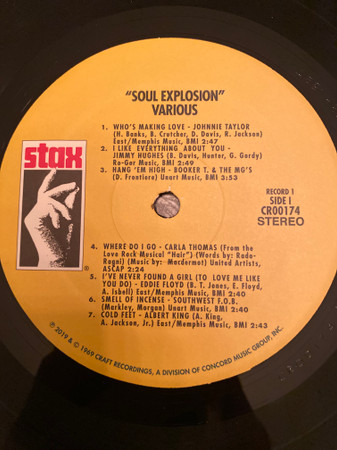 "SOUL EXPLOSION"
VARIOUS
1. WHO'S MAKING LOVE - JOHNNIE TAYLOR
(H. Banks, B. Crutcher, D. Davis, R. Jackson)
East/Memphis Music, BMI 2:47
2. I LIKE EVERYTHING ABOUT YOU -
JIMMY HUGHES (B. Davis, Hunter, G. Gordy)
Ro-Gar Music, BMI 2:49
3. HANG 'EM HIGH - BOOKER T. & THE MG'S
(D. Frontiere) Unart Music, BMI 3:53
stax
®
RECORD 1
SIDE I
CR00174
STEREO
4. WHERE DO I GO - CARLA THOMAS (From the
Love Rock Musical "Hair") (Words by: Rado-
Ragni) (Music by: MacDermot) United Artists,
ASCAP 2:24
5. I'VE NEVER FOUND A GIRL (TO LOVE ME LIKE
YOU DO) - EDDIE FLOYD (B. T. Jones, E. Floyd,
A. Isbell) East/Memphis Music, BMI 2:40
6. SMELL OF INCENSE - SOUTHWEST F.O.B.
(Markley, Morgan) Unart Music, BMI 2:40
7. COLD FEET - ALBERT KING (A. King,
A. Jackson, Jr.) East/Memphis Music, BMI 2:43
℗ 2019 & © 1969 CRAFT RECORDINGS, A DIVISION OF CONCORD MUSIC GROUP, INC.